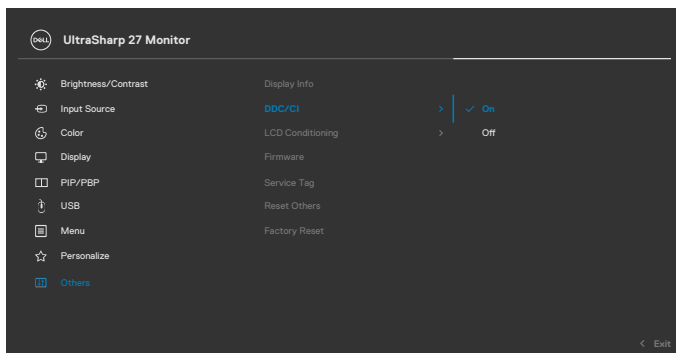 DELL UltraSharp 27 Monitor
Brightness/Contrast Display Info
Input Source DDC/CI > ✓ On
Color LCD Conditioning > Off
Display Firmware
PIP/PBP Service Tag
USB Reset Others
Menu Factory Reset
Personalize
Others
< Exit